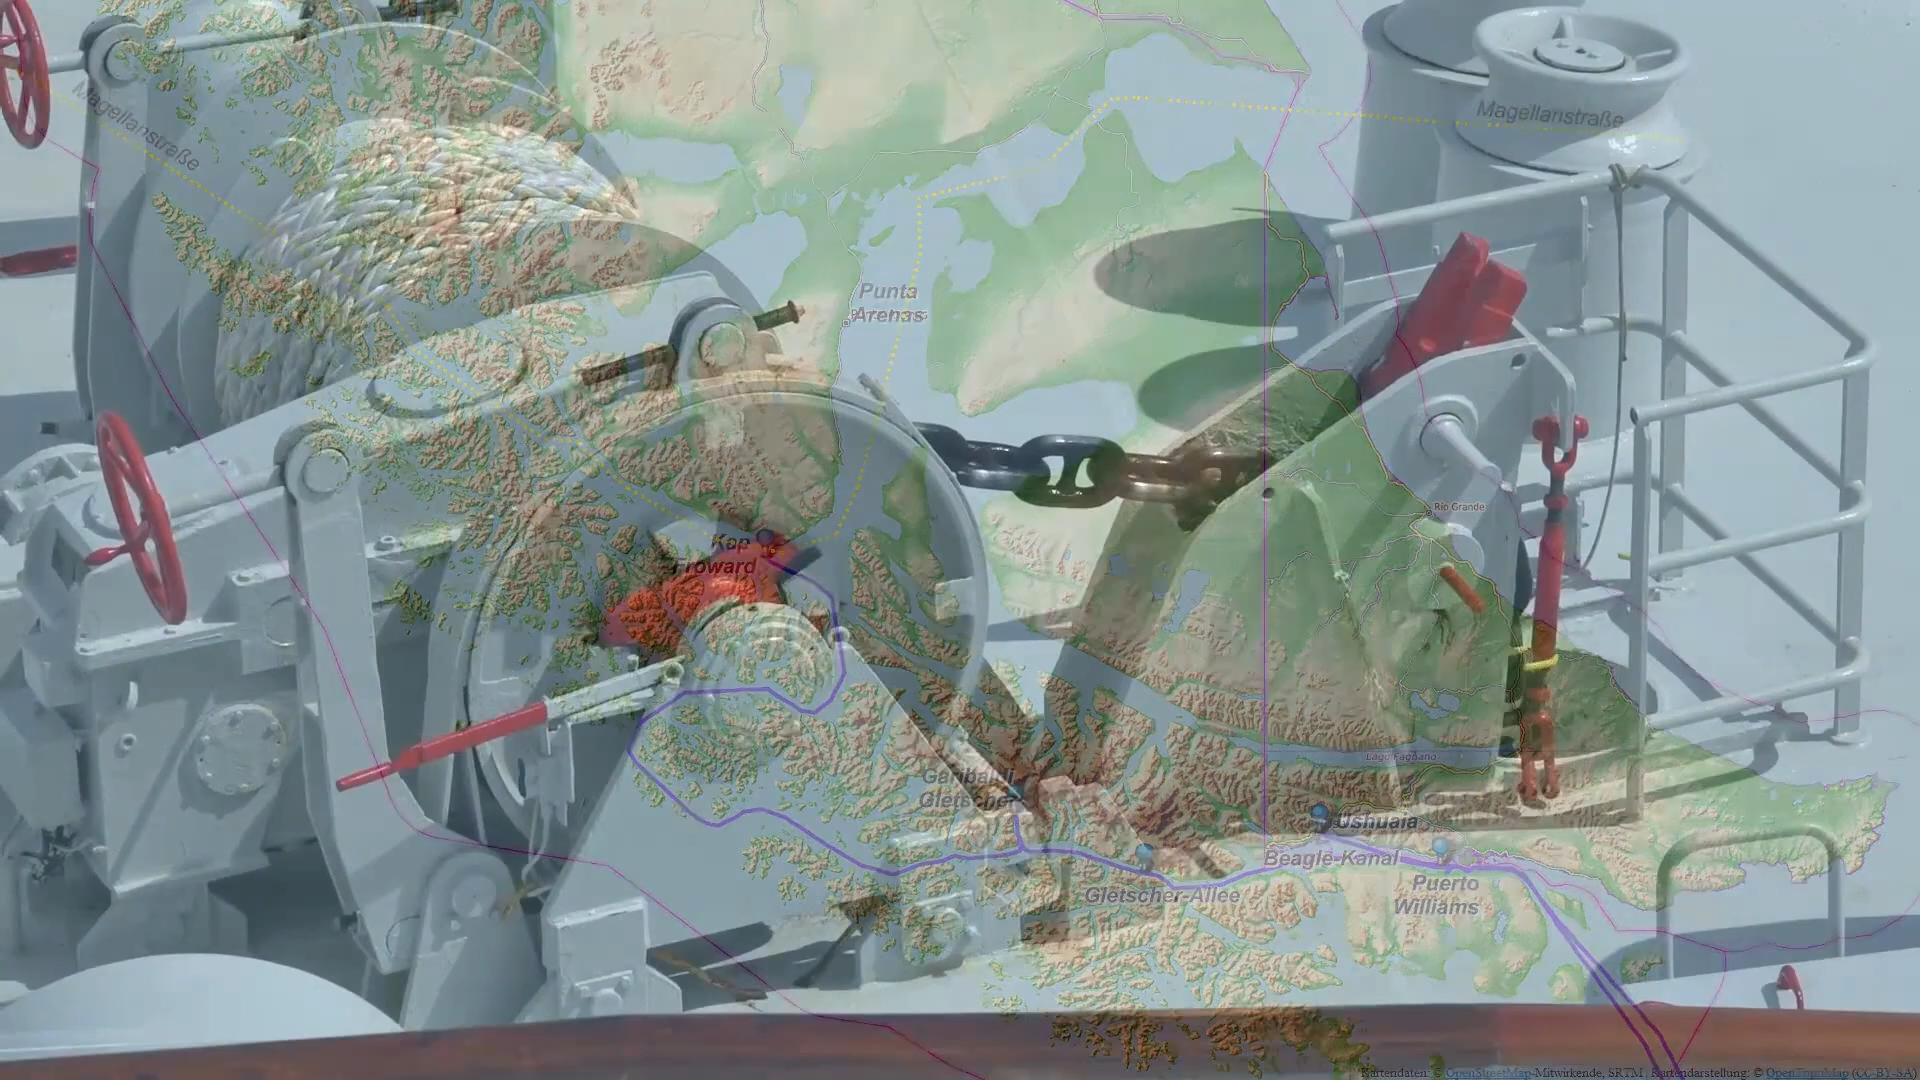 Magellanstraße
Magellanstraße
Punta
Arenas
Río Grande
Kap
Froward
Lago Fagnano
Garibaldi
Gletscher
Ushuaia
Beagle-Kanal
Gletscher-Allee
Puerto
Williams
Kartendaten: © OpenStreetMap-Mitwirkende, SRTM | Kartendarstellung: © OpenTopoMap (CC-BY-SA)